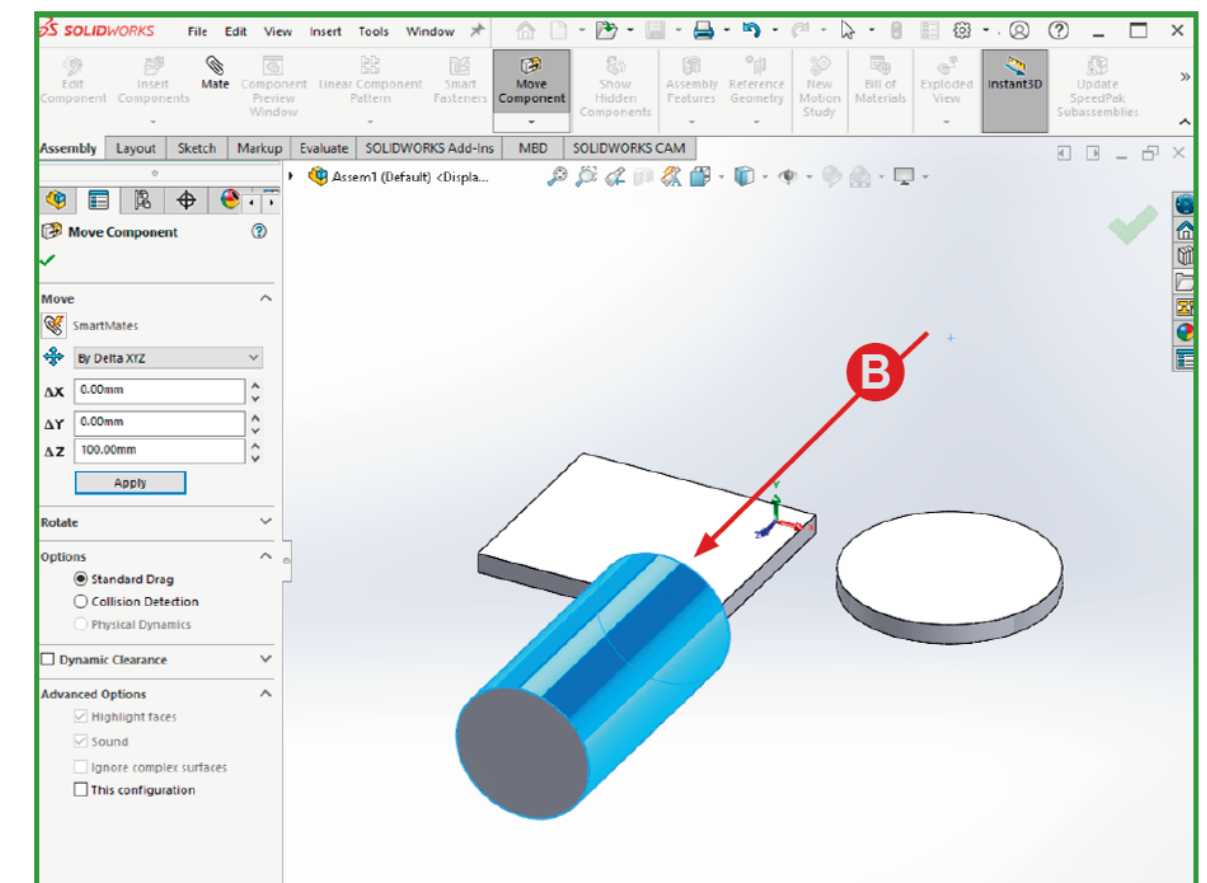 SOLIDWORKS File Edit View Insert Tools Window
Edit Component
Insert Components
Mate
Component Preview Window
Linear Component Pattern
Smart Fasteners
Move Component
Show Hidden Components
Assembly Features
Reference Geometry
New Motion Study
Bill of Materials
Exploded View
Instant3D
Update SpeedPak Subassemblies
Assembly Layout Sketch Markup Evaluate SOLIDWORKS Add-Ins MBD SOLIDWORKS CAM
Assem1 (Default) <Displa...
Move Component
Move
SmartMates
By Delta XYZ
ΔX 0.00mm
ΔY 0.00mm
ΔZ 100.00mm
Apply
Rotate
Options
Standard Drag
Collision Detection
Physical Dynamics
Dynamic Clearance
Advanced Options
Highlight faces
Sound
Ignore complex surfaces
This configuration
B
Y
X
Z